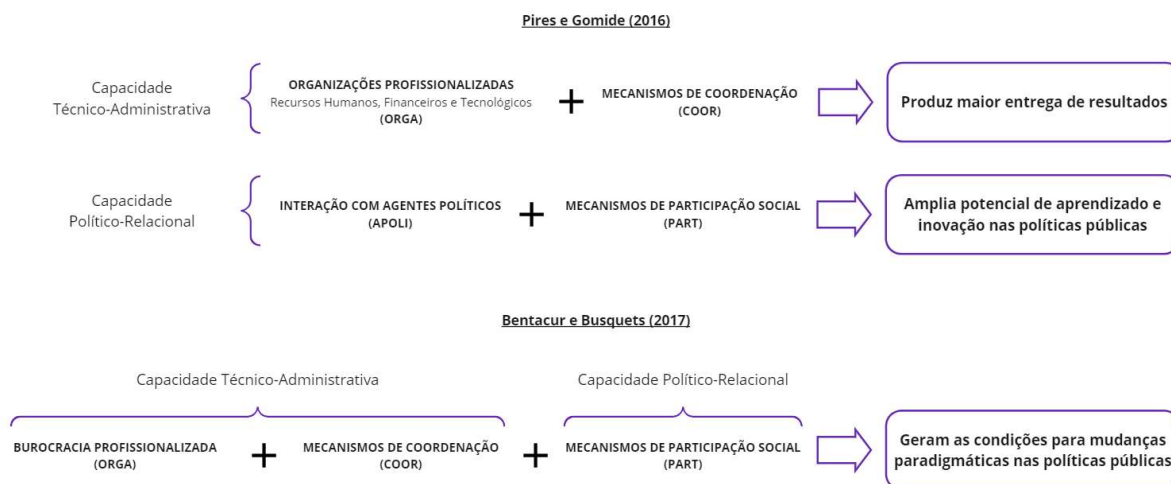 Pires e Gomide (2016)
Capacidade
Técnico-Administrativa
ORGANIZAÇÕES PROFISSIONALIZADAS
Recursos Humanos, Financeiros e Tecnológicos
(ORGA)
+
MECANISMOS DE COORDENAÇÃO
(COOR)
Produz maior entrega de resultados
Capacidade
Político-Relacional
INTERAÇÃO COM AGENTES POLÍTICOS
(APOLI)
+
MECANISMOS DE PARTICIPAÇÃO SOCIAL
(PART)
Amplia potencial de aprendizado e
inovação nas políticas públicas
Bentacur e Busquets (2017)
Capacidade Técnico-Administrativa
Capacidade Político-Relacional
BUROCRACIA PROFISSIONALIZADA
(ORGA)
+
MECANISMOS DE COORDENAÇÃO
(COOR)
+
MECANISMOS DE PARTICIPAÇÃO SOCIAL
(PART)
Geram as condições para mudanças
paradigmáticas nas políticas públicas